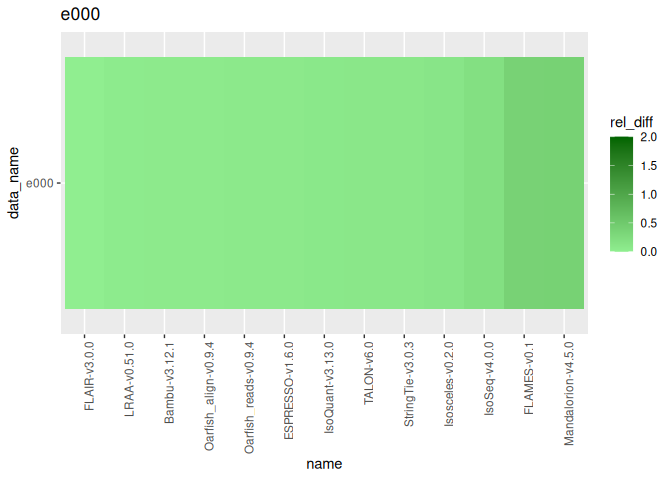 e000
data_name
e000
rel_diff
2.0
1.5
1.0
0.5
0.0
FLAIR-v3.0.0
LRAA-v0.51.0
Bambu-v3.12.1
Oarfish_align-v0.9.4
Oarfish_reads-v0.9.4
ESPRESSO-v1.6.0
IsoQuant-v3.13.0
TALON-v6.0
StringTie-v3.0.3
Isosceles-v0.2.0
IsoSeq-v4.0.0
FLAMES-v0.1
Mandalorion-v4.5.0
name